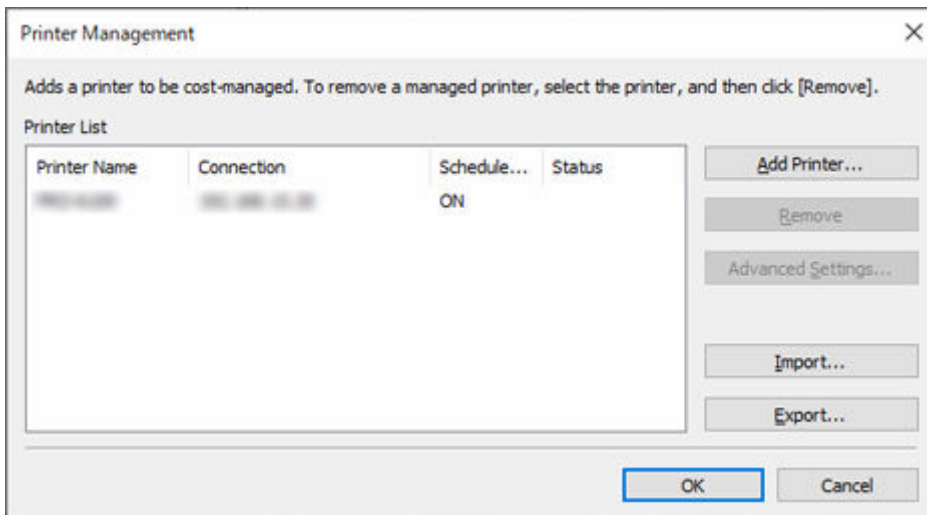 Printer Management
Adds a printer to be cost-managed. To remove a managed printer, select the printer, and then click [Remove].
Printer List
Printer Name Connection Schedule... Status
ON
Add Printer...
Remove
Advanced Settings...
Import...
Export...
OK Cancel